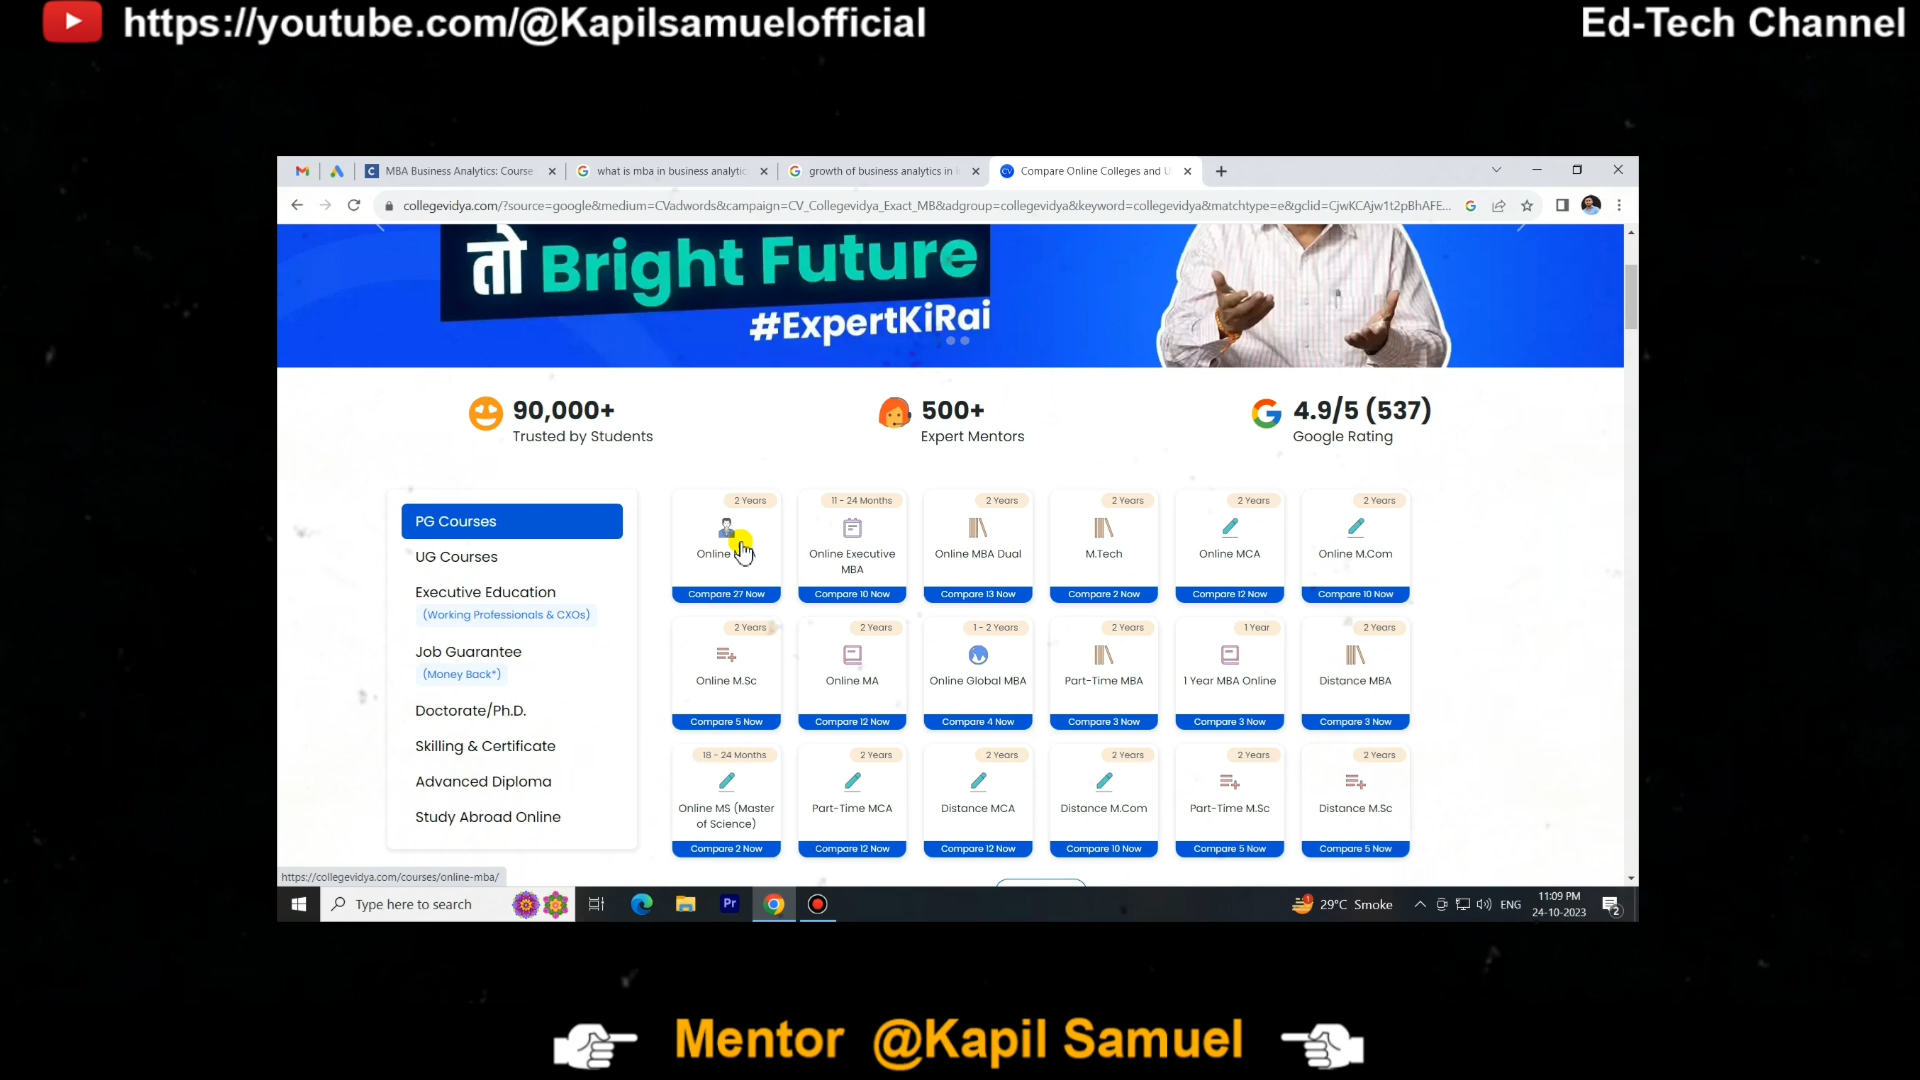 https://youtube.com/@Kapilsamuelofficial
Ed-Tech Channel
MBA Business Analytics: Course
what is mba in business analytic
growth of business analytics in
Compare Online Colleges and U
collegevidya.com/?source=google&medium=CVadwords&campaign=CV_Collegevidya_Exact_MB&adgroup=collegevidya&keyword=collegevidya&matchtype=e&gclid=CjwKCAjw1t2pBhAFE...
तो Bright Future
#ExpertKiRai
90,000+
Trusted by Students
500+
Expert Mentors
4.9/5 (537)
Google Rating
PG Courses
UG Courses
Executive Education
(Working Professionals & CXOs)
Job Guarantee
(Money Back*)
Doctorate/Ph.D.
Skilling & Certificate
Advanced Diploma
Study Abroad Online
2 Years
Online
Compare 27 Now
11 - 24 Months
Online Executive
MBA
Compare 10 Now
2 Years
Online MBA Dual
Compare 13 Now
2 Years
M.Tech
Compare 2 Now
2 Years
Online MCA
Compare 12 Now
2 Years
Online M.Com
Compare 10 Now
2 Years
Online M.Sc
Compare 5 Now
2 Years
Online MA
Compare 12 Now
1 - 2 Years
Online Global MBA
Compare 4 Now
2 Years
Part-Time MBA
Compare 3 Now
1 Year
1 Year MBA Online
Compare 3 Now
2 Years
Distance MBA
Compare 3 Now
18 - 24 Months
Online MS (Master
of Science)
Compare 2 Now
2 Years
Part-Time MCA
Compare 12 Now
2 Years
Distance MCA
Compare 12 Now
2 Years
Distance M.Com
Compare 10 Now
2 Years
Part-Time M.Sc
Compare 5 Now
2 Years
Distance M.Sc
Compare 5 Now
https://collegevidya.com/courses/online-mba/
Type here to search
Pr
29°C Smoke
ENG
11:09 PM
24-10-2023
2
Mentor @Kapil Samuel